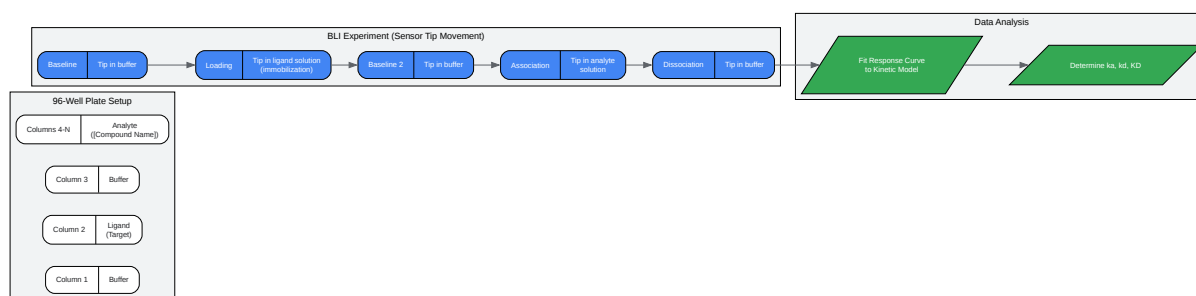 BLI Experiment (Sensor Tip Movement)
Baseline
Tip in buffer
Loading
Tip in ligand solution
(immobilization)
Baseline 2
Tip in buffer
Association
Tip in analyte
solution
Dissociation
Tip in buffer
Data Analysis
Fit Response Curve
to Kinetic Model
Determine ka, kd, KD
96-Well Plate Setup
Columns 4-N
Analyte
([Compound Name])
Column 3
Buffer
Column 2
Ligand
(Target)
Column 1
Buffer